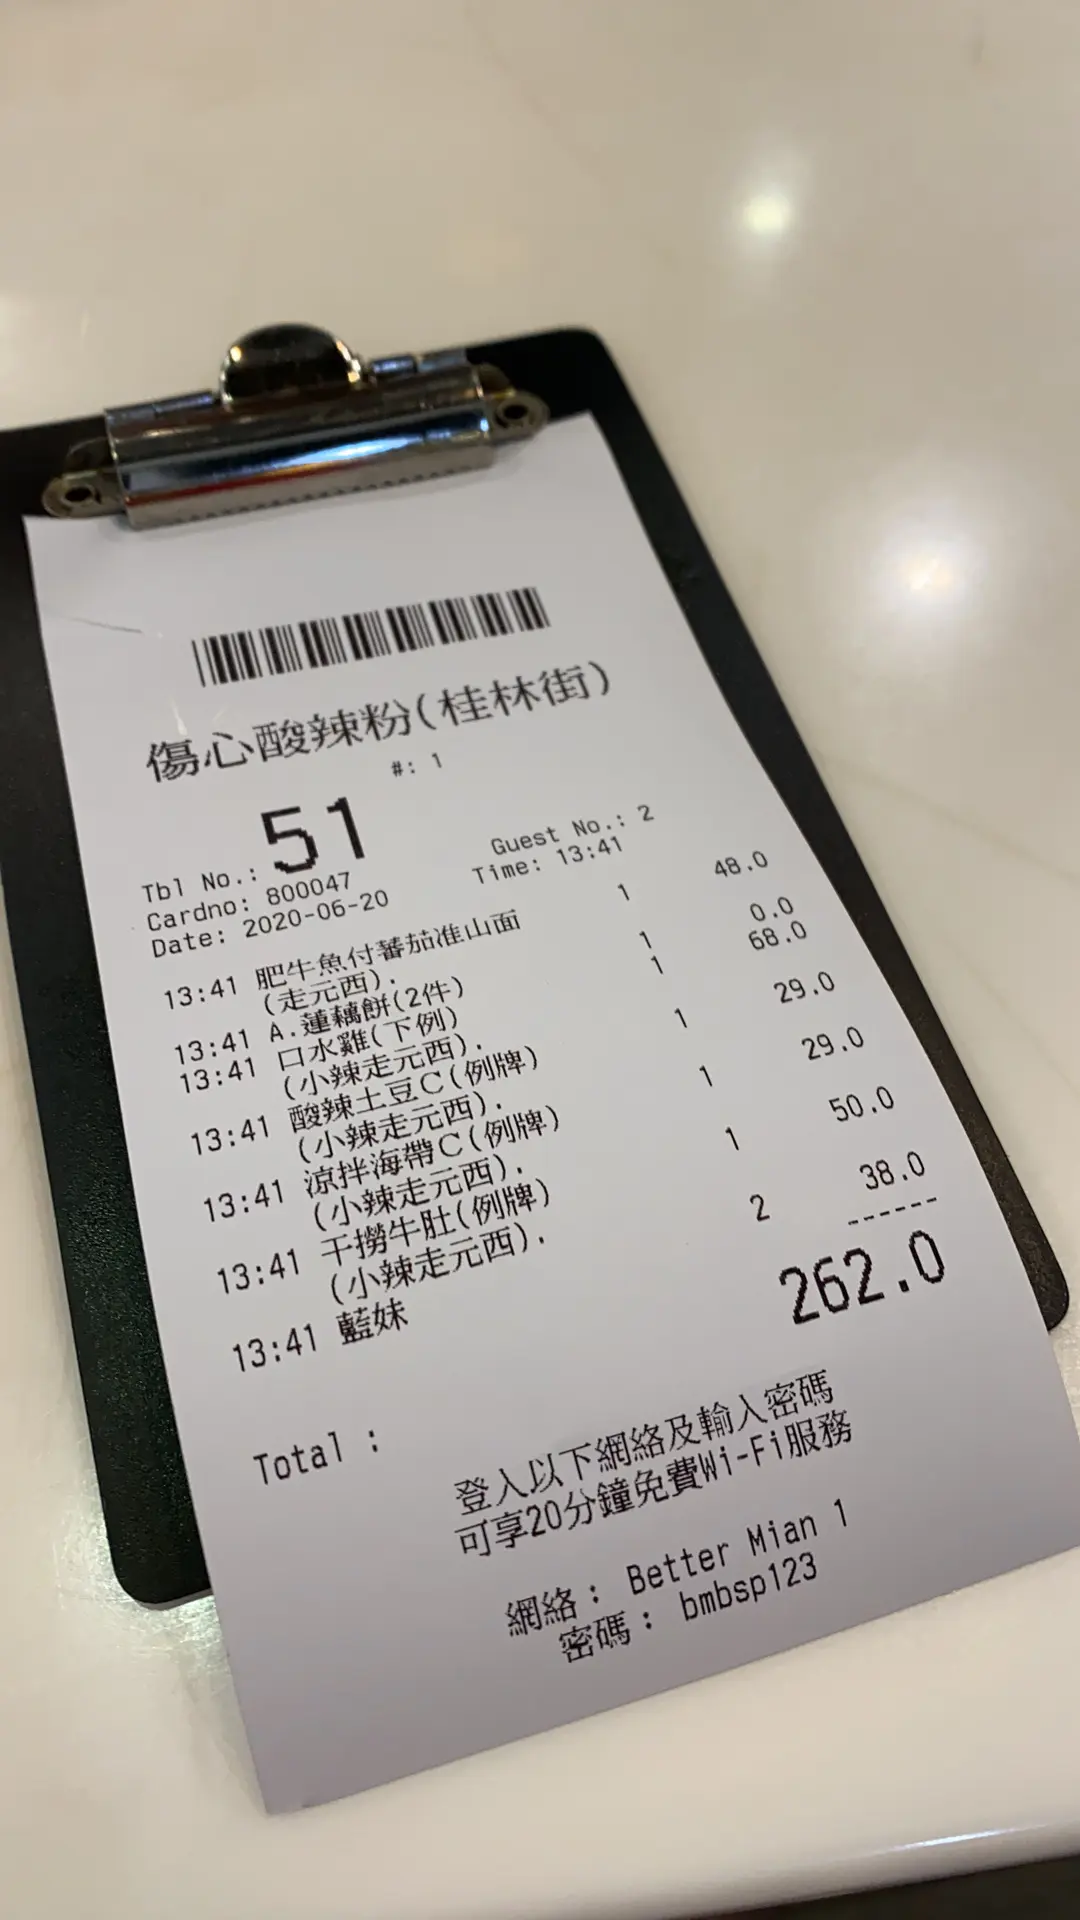 傷心酸辣粉(桂林街)
#: 1
Tbl No.: 51 Guest No.: 2
Cardno: 800047 Time: 13:41
Date: 2020-06-20
13:41 肥牛魚付蕃茄淮山面 1 48.0
(走元西).
13:41 A.蓮藕餅(2件) 1 0.0
13:41 口水雞(下例) 1 68.0
(小辣走元西).
13:41 酸辣土豆C(例牌) 1 29.0
(小辣走元西).
13:41 涼拌海帶C(例牌) 1 29.0
(小辣走元西).
13:41 干撈牛肚(例牌) 1 50.0
(小辣走元西).
13:41 藍妹 2 38.0
------
Total : 262.0
登入以下網絡及輸入密碼
可享20分鐘免費Wi-Fi服務
網絡: Better Mian 1
密碼: bmbsp123